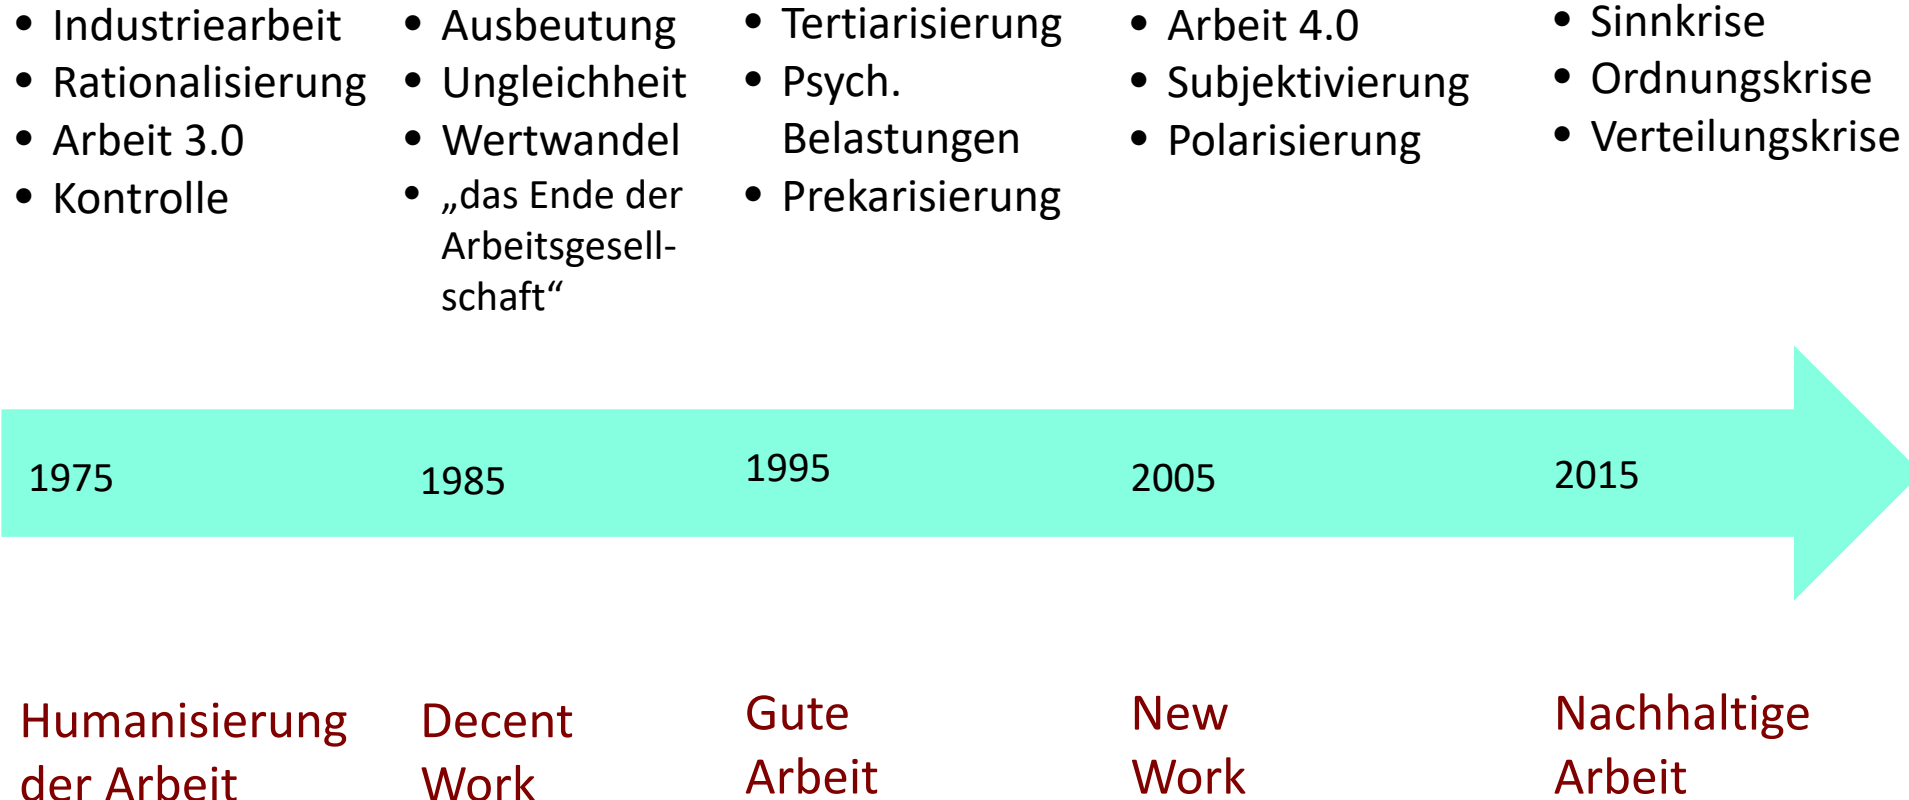 • Industriearbeit
• Rationalisierung
• Arbeit 3.0
• Kontrolle
• Ausbeutung
• Ungleichheit
• Wertwandel
• „das Ende der
Arbeitsgesell-
schaft“
• Tertiarisierung
• Psych.
Belastungen
• Prekarisierung
• Arbeit 4.0
• Subjektivierung
• Polarisierung
• Sinnkrise
• Ordnungskrise
• Verteilungskrise
1975
1985
1995
2005
2015
Humanisierung
der Arbeit
Decent
Work
Gute
Arbeit
New
Work
Nachhaltige
Arbeit